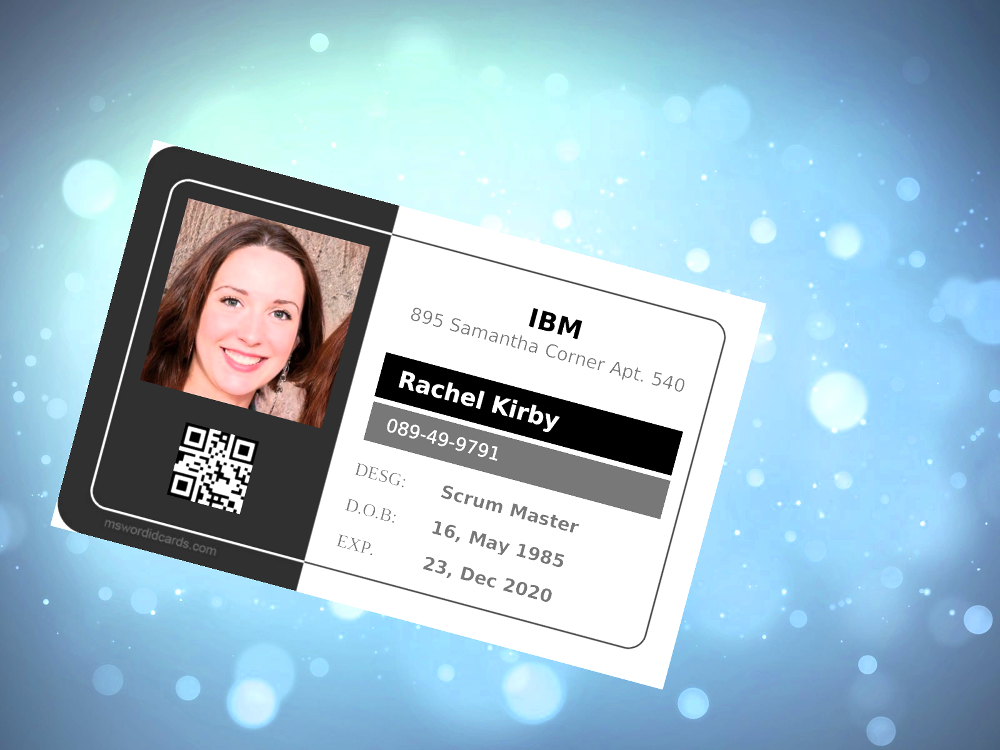 IBM
895 Samantha Corner Apt. 540
Rachel Kirby
089-49-9791
DESG: Scrum Master
D.O.B: 16, May 1985
EXP. 23, Dec 2020
mswordidcards.com